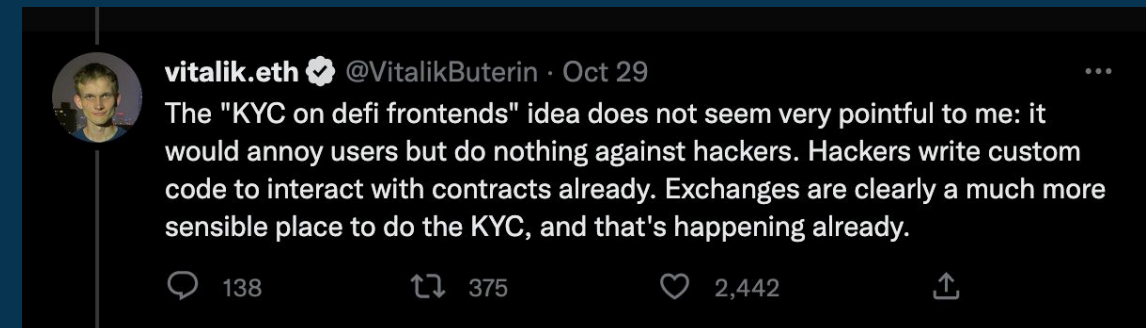 vitalik.eth @VitalikButerin · Oct 29
The "KYC on defi frontends" idea does not seem very pointful to me: it
would annoy users but do nothing against hackers. Hackers write custom
code to interact with contracts already. Exchanges are clearly a much more
sensible place to do the KYC, and that's happening already.
138 375 2,442